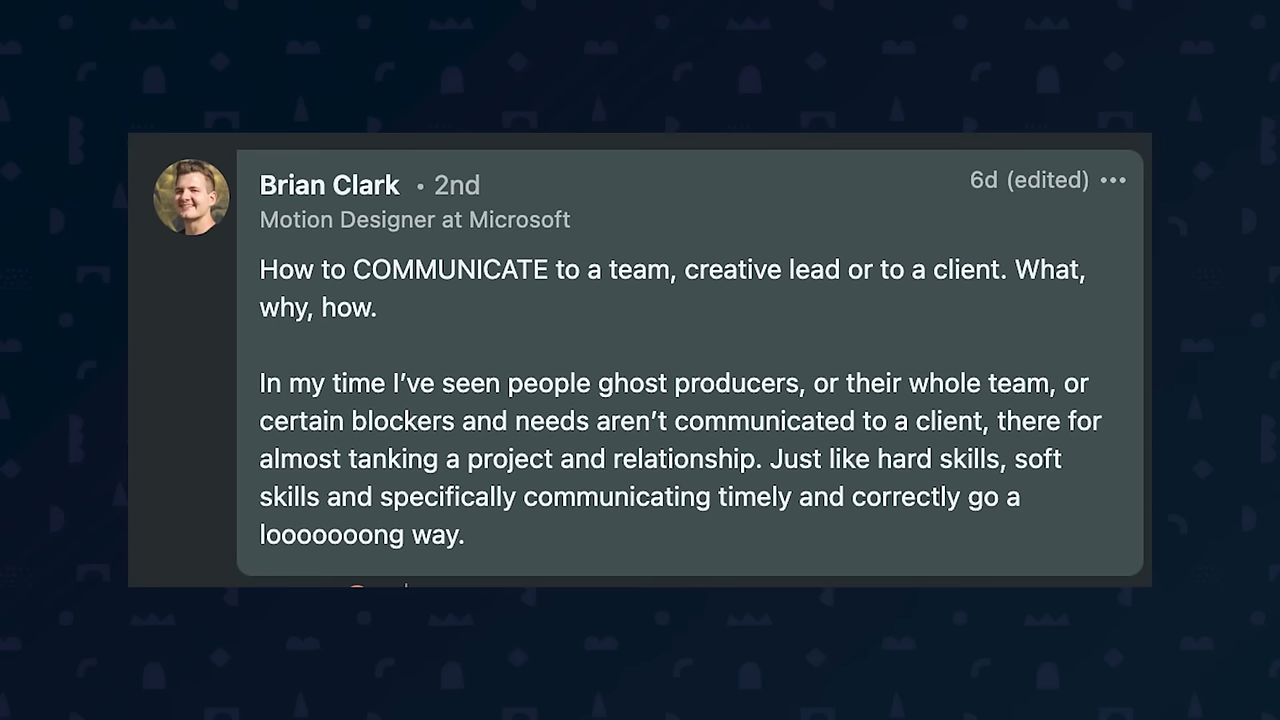 Brian Clark • 2nd
6d (edited) •••
Motion Designer at Microsoft
How to COMMUNICATE to a team, creative lead or to a client. What,
why, how.
In my time I’ve seen people ghost producers, or their whole team, or
certain blockers and needs aren’t communicated to a client, there for
almost tanking a project and relationship. Just like hard skills, soft
skills and specifically communicating timely and correctly go a
looooooong way.